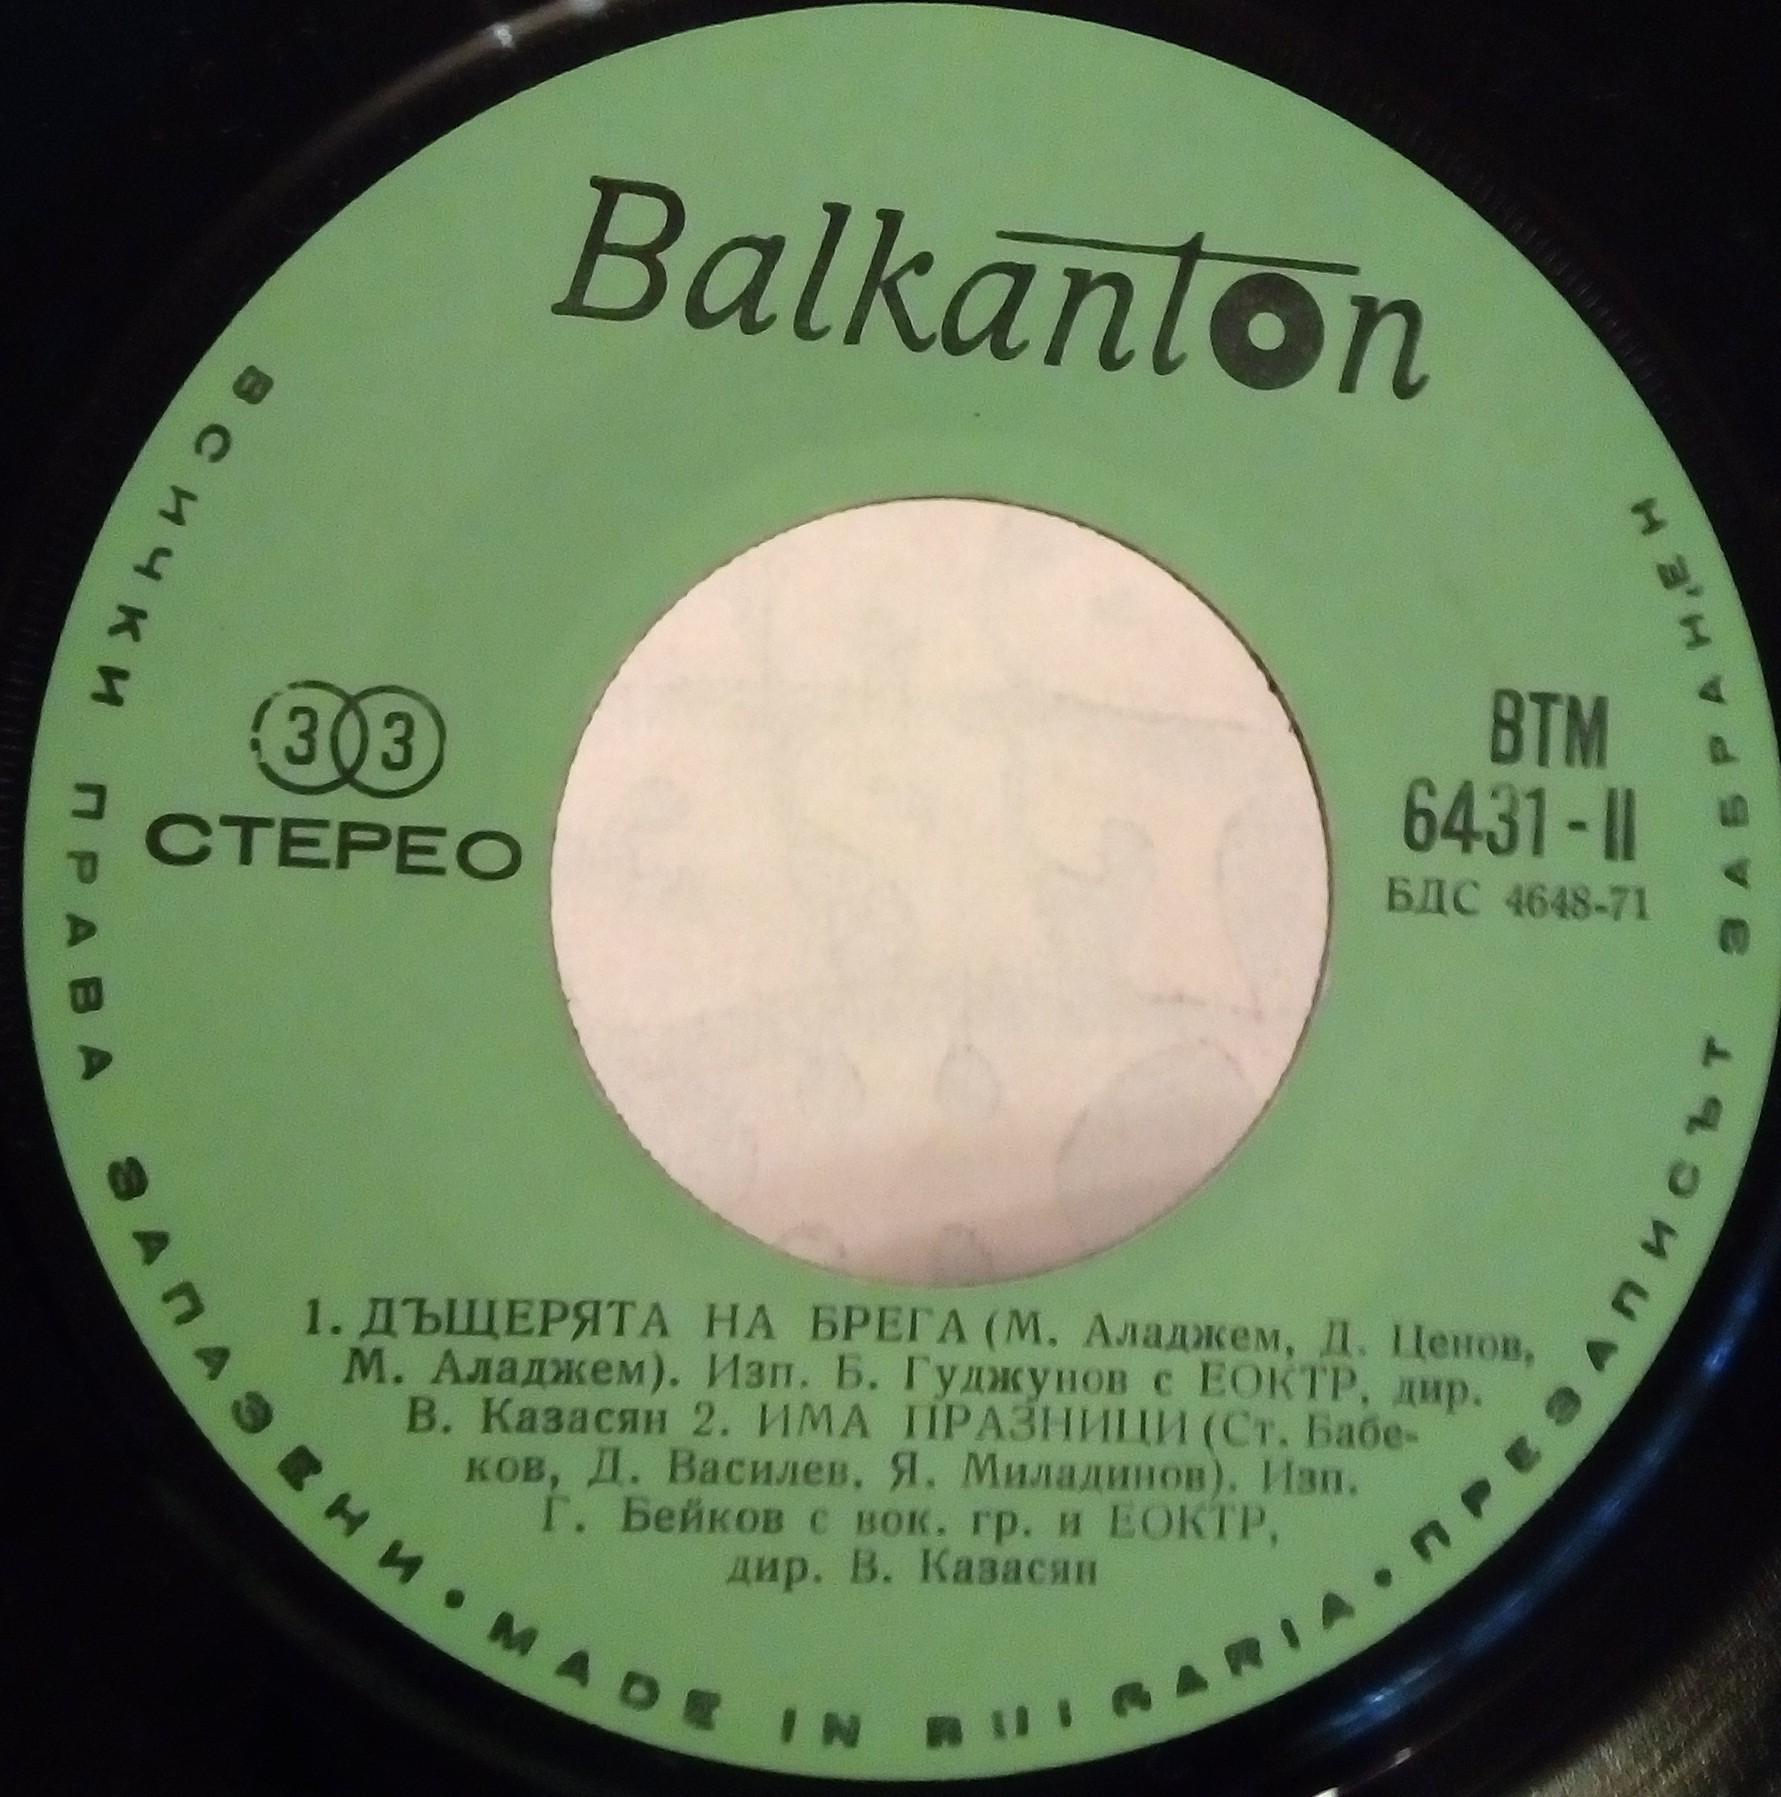 Balkanton
33
СТЕРЕО
ВТМ
6431-II
БДС 4648-71
1. ДЪЩЕРЯТА НА БРЕГА (М. Аладжем, Д. Ценов,
М. Аладжем). Изп. Б. Гуджунов с ЕОКТР, дир.
В. Казасян 2. ИМА ПРАЗНИЦИ (Ст. Бабе-
ков, Д. Василев, Я. Миладинов). Изп.
Г. Бейков с вок. гр. и ЕОКТР,
дир. В. Казасян
ВСИЧКИ ПРАВА ЗАПАЗЕНИ • MADE IN BULGARIA • ПРЕЗАПИСЪТ ЗАБРАНЕН